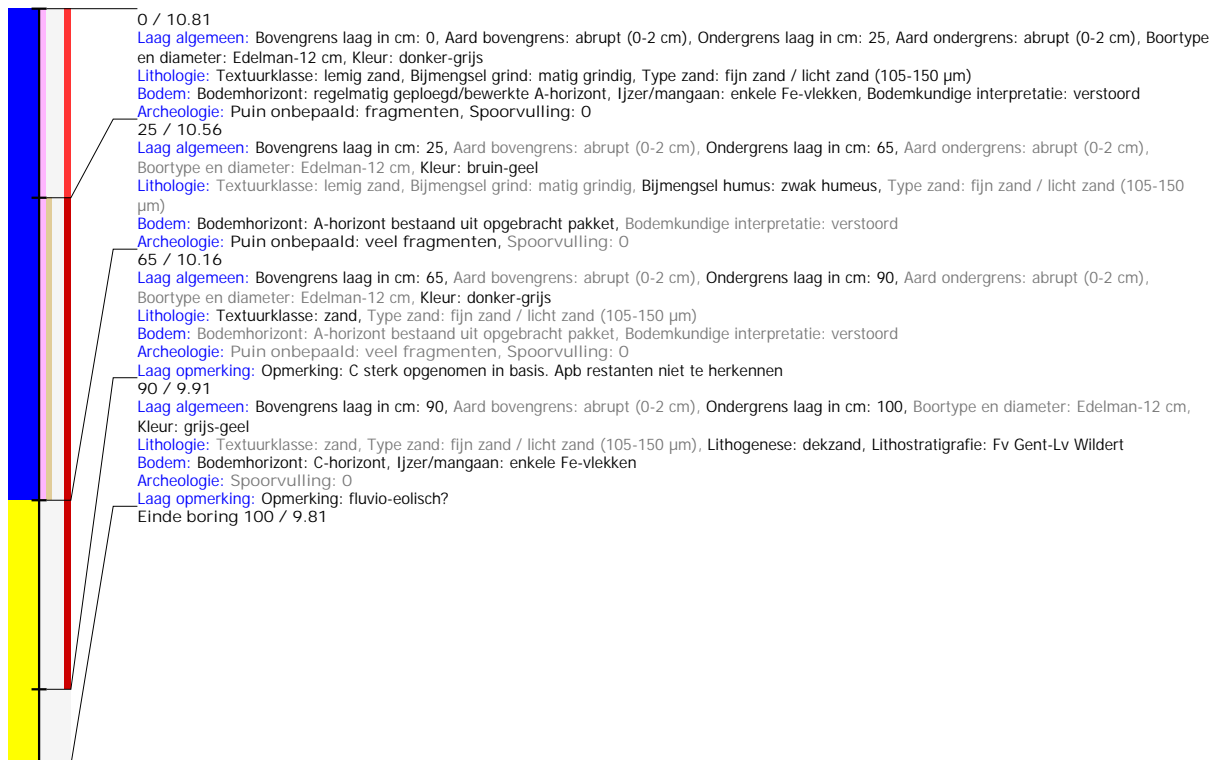 0 / 10.81
Laag algemeen: Bovengrens laag in cm: 0, Aard bovengrens: abrupt (0-2 cm), Ondergrens laag in cm: 25, Aard ondergrens: abrupt (0-2 cm), Boortype
en diameter: Edelman-12 cm, Kleur: donker-grijs
Lithologie: Textuurklasse: lemig zand, Bijmengsel grind: matig grindig, Type zand: fijn zand / licht zand (105-150 µm)
Bodem: Bodemhorizont: regelmatig geploegd/bewerkte A-horizont, Ijzer/mangaan: enkele Fe-vlekken, Bodemkundige interpretatie: verstoord
Archeologie: Puin onbepaald: fragmenten, Spoorvulling: 0
25 / 10.56
Laag algemeen: Bovengrens laag in cm: 25, Aard bovengrens: abrupt (0-2 cm), Ondergrens laag in cm: 65, Aard ondergrens: abrupt (0-2 cm),
Boortype en diameter: Edelman-12 cm, Kleur: bruin-geel
Lithologie: Textuurklasse: lemig zand, Bijmengsel grind: matig grindig, Bijmengsel humus: zwak humeus, Type zand: fijn zand / licht zand (105-150
µm)
Bodem: Bodemhorizont: A-horizont bestaand uit opgebracht pakket, Bodemkundige interpretatie: verstoord
Archeologie: Puin onbepaald: veel fragmenten, Spoorvulling: 0
65 / 10.16
Laag algemeen: Bovengrens laag in cm: 65, Aard bovengrens: abrupt (0-2 cm), Ondergrens laag in cm: 90, Aard ondergrens: abrupt (0-2 cm),
Boortype en diameter: Edelman-12 cm, Kleur: donker-grijs
Lithologie: Textuurklasse: zand, Type zand: fijn zand / licht zand (105-150 µm)
Bodem: Bodemhorizont: A-horizont bestaand uit opgebracht pakket, Bodemkundige interpretatie: verstoord
Archeologie: Puin onbepaald: veel fragmenten, Spoorvulling: 0
Laag opmerking: Opmerking: C sterk opgenomen in basis. Apb restanten niet te herkennen
90 / 9.91
Laag algemeen: Bovengrens laag in cm: 90, Aard bovengrens: abrupt (0-2 cm), Ondergrens laag in cm: 100, Boortype en diameter: Edelman-12 cm,
Kleur: grijs-geel
Lithologie: Textuurklasse: zand, Type zand: fijn zand / licht zand (105-150 µm), Lithogenese: dekzand, Lithostratigrafie: Fv Gent-Lv Wildert
Bodem: Bodemhorizont: C-horizont, Ijzer/mangaan: enkele Fe-vlekken
Archeologie: Spoorvulling: 0
Laag opmerking: Opmerking: fluvio-eolisch?
Einde boring 100 / 9.81